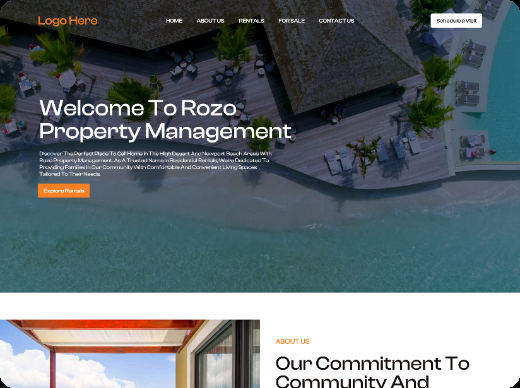 Logo Here
HOME ABOUT US RENTALS FOR SALE CONTACT US
Schedule a Visit
Welcome To Rozo
Property Management
Discover The Perfect Place To Call Home In The High Desert And Newport Beach Areas With
Rozo Property Management. As A Trusted Name In Residential Rentals, We're Dedicated To
Providing Families In Our Community With Comfortable And Convenient Living Spaces
Tailored To Their Needs.
Explore Rentals
ABOUT US
Our Commitment To
Community And